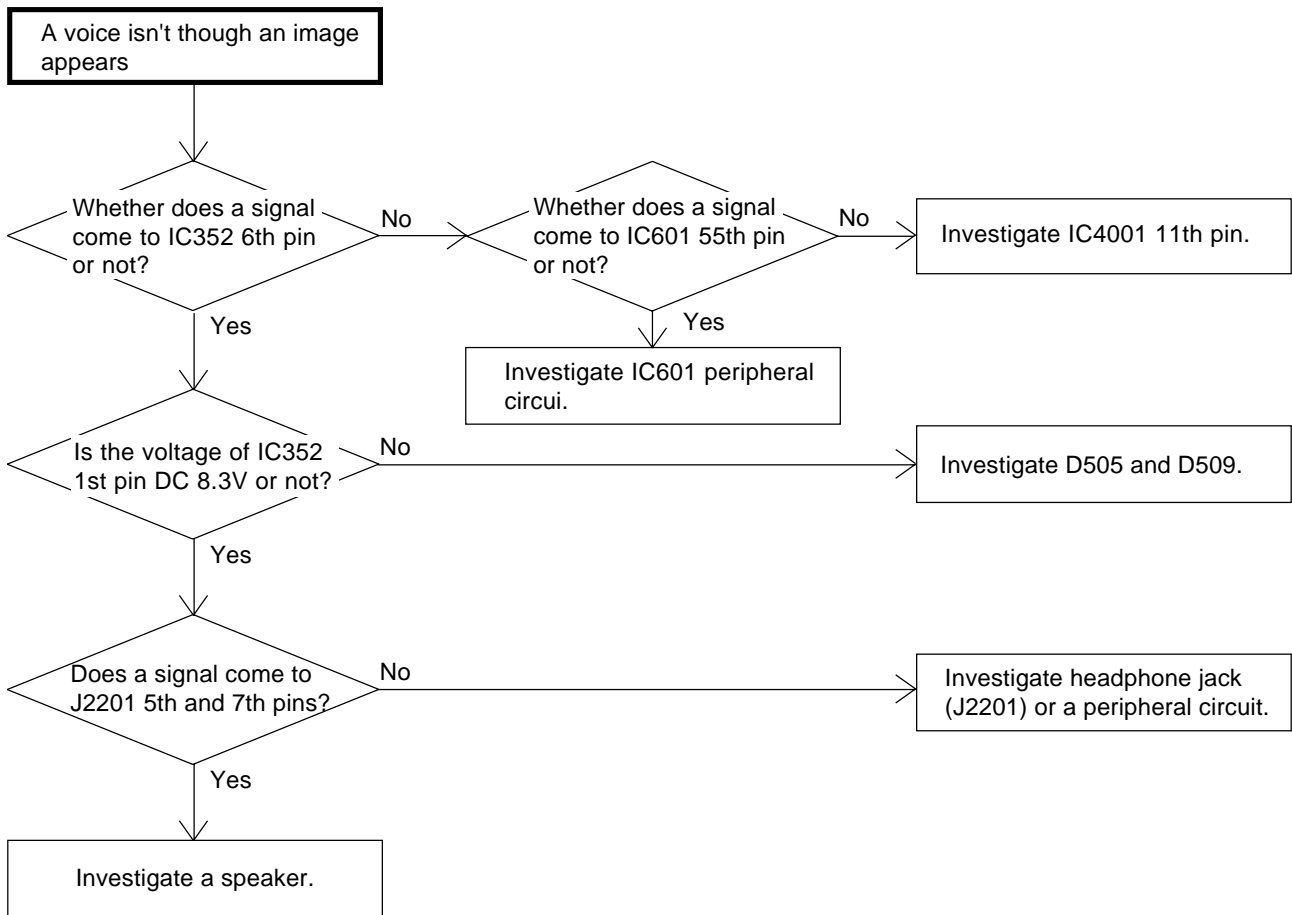 A voice isn't though an image
appears
Whether does a signal
come to IC352 6th pin
or not?
No
Whether does a signal
come to IC601 55th pin
or not?
No
Investigate IC4001 11th pin.
Yes
Yes
Investigate IC601 peripheral
circui.
Is the voltage of IC352
1st pin DC 8.3V or not?
No
Investigate D505 and D509.
Yes
Does a signal come to
J2201 5th and 7th pins?
No
Investigate headphone jack
(J2201) or a peripheral circuit.
Yes
Investigate a speaker.